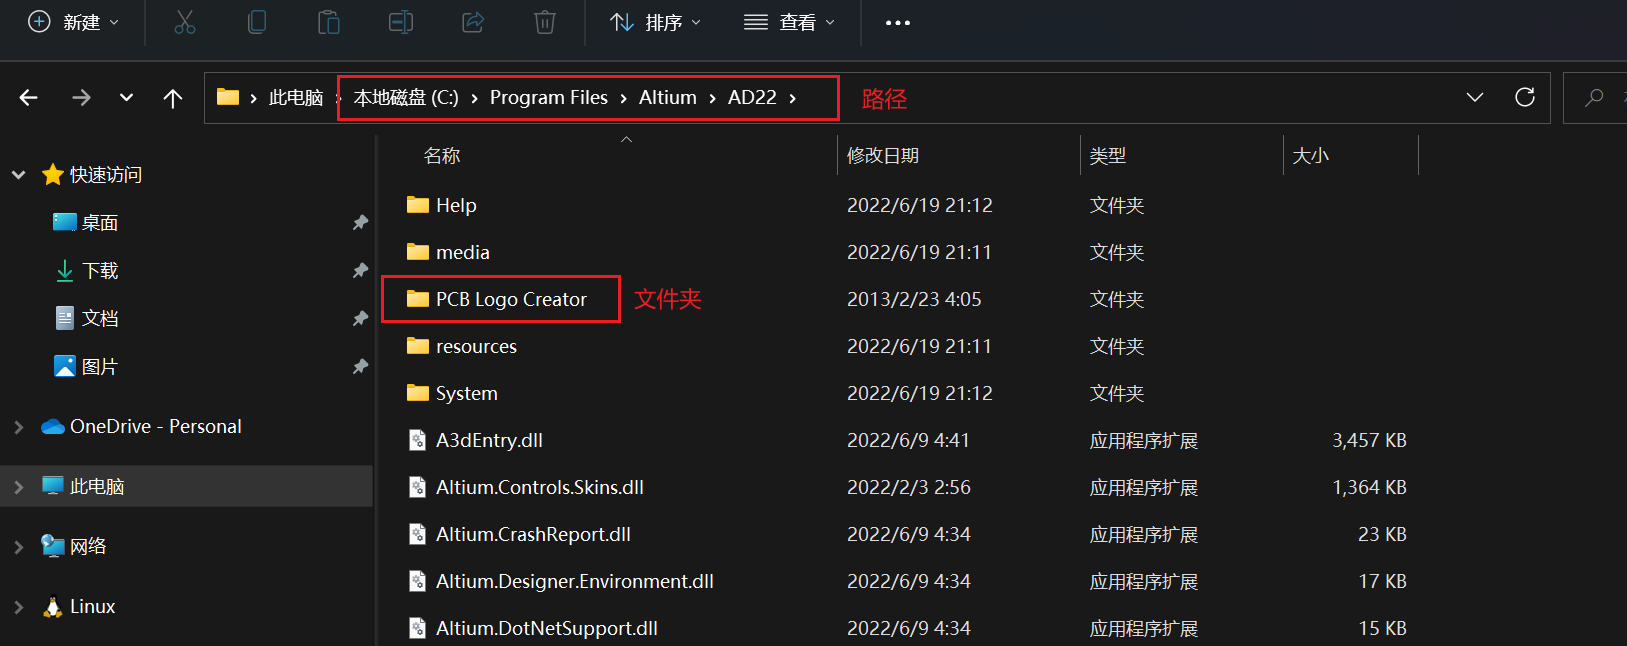 新建 排序 查看
此电脑 本地磁盘 (C:) Program Files Altium AD22 路径
名称 修改日期 类型 大小
快速访问
Help 2022/6/19 21:12 文件夹
桌面
media 2022/6/19 21:11 文件夹
下载
PCB Logo Creator 文件夹 2013/2/23 4:05 文件夹
文档
resources 2022/6/19 21:11 文件夹
图片
System 2022/6/19 21:12 文件夹
OneDrive - Personal
A3dEntry.dll 2022/6/9 4:41 应用程序扩展 3,457 KB
此电脑
Altium.Controls.Skins.dll 2022/2/3 2:56 应用程序扩展 1,364 KB
Altium.CrashReport.dll 2022/6/9 4:34 应用程序扩展 23 KB
网络
Altium.Designer.Environment.dll 2022/6/9 4:34 应用程序扩展 17 KB
Linux
Altium.DotNetSupport.dll 2022/6/9 4:34 应用程序扩展 15 KB